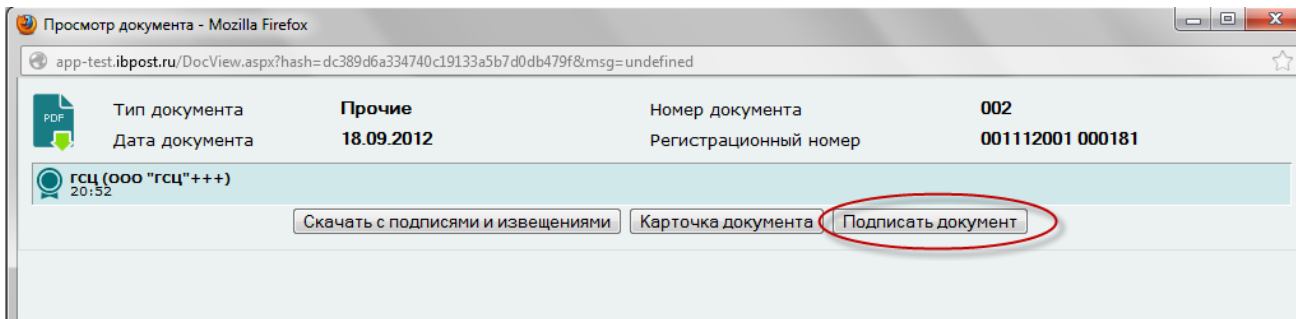 Просмотр документа - Mozilla Firefox
app-test.ibpost.ru/DocView.aspx?hash=dc389d6a334740c19133a5b7d0db479f&msg=undefined
PDF Тип документа Прочие Номер документа 002
Дата документа 18.09.2012 Регистрационный номер 001112001 000181
ГСЦ (ООО "ГСЦ"+++)
20:52
Скачать с подписями и извещениями Карточка документа Подписать документ